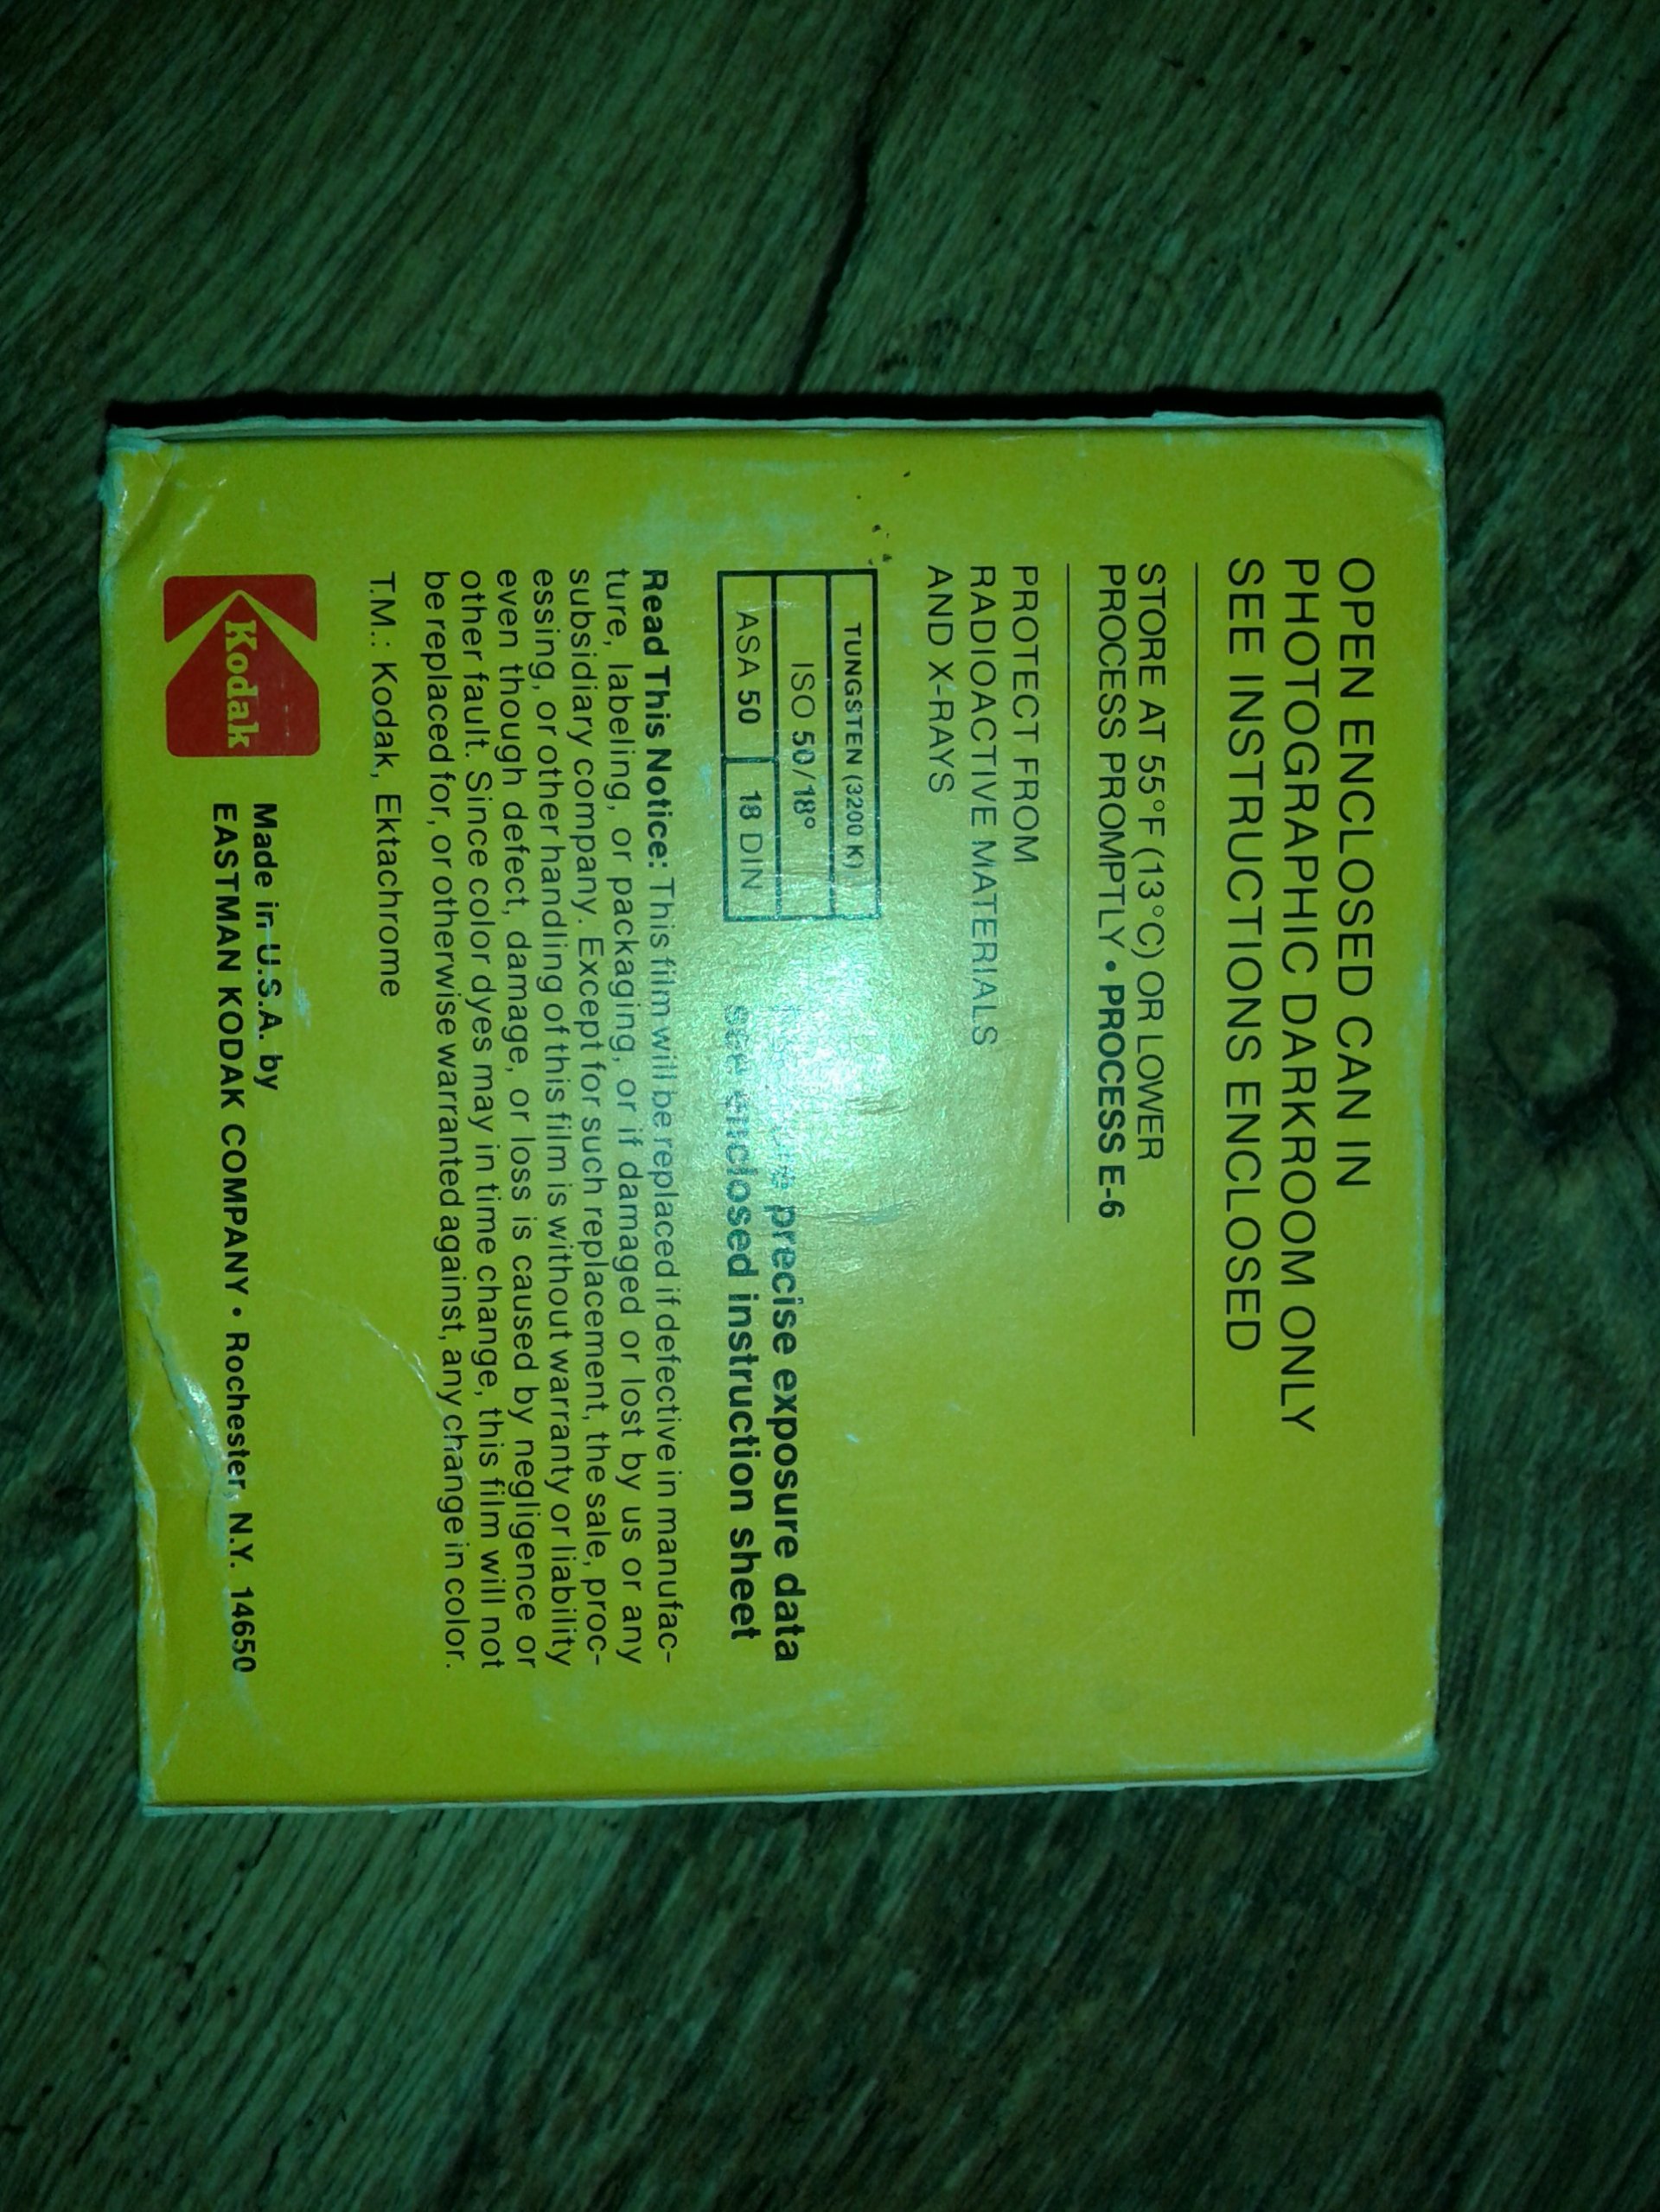 OPEN ENCLOSED CAN IN
PHOTOGRAPHIC DARKROOM ONLY
SEE INSTRUCTIONS ENCLOSED
STORE AT 55°F (13°C) OR LOWER
PROCESS PROMPTLY • PROCESS E-6
PROTECT FROM
RADIOACTIVE MATERIALS
AND X-RAYS
TUNGSTEN (3200 K)
ISO 50/18°
ASA 50 18 DIN
precise exposure data
see enclosed instruction sheet
Read This Notice: This film will be replaced if defective in manufac-
ture, labeling, or packaging, or if damaged or lost by us or any
subsidiary company. Except for such replacement, the sale, proc-
essing, or other handling of this film is without warranty or liability
even though defect, damage, or loss is caused by negligence or
other fault. Since color dyes may in time change, this film will not
be replaced for, or otherwise warranted against, any change in color.
T.M.: Kodak, Ektachrome
Kodak
Made in U.S.A. by
EASTMAN KODAK COMPANY • Rochester, N.Y. 14650